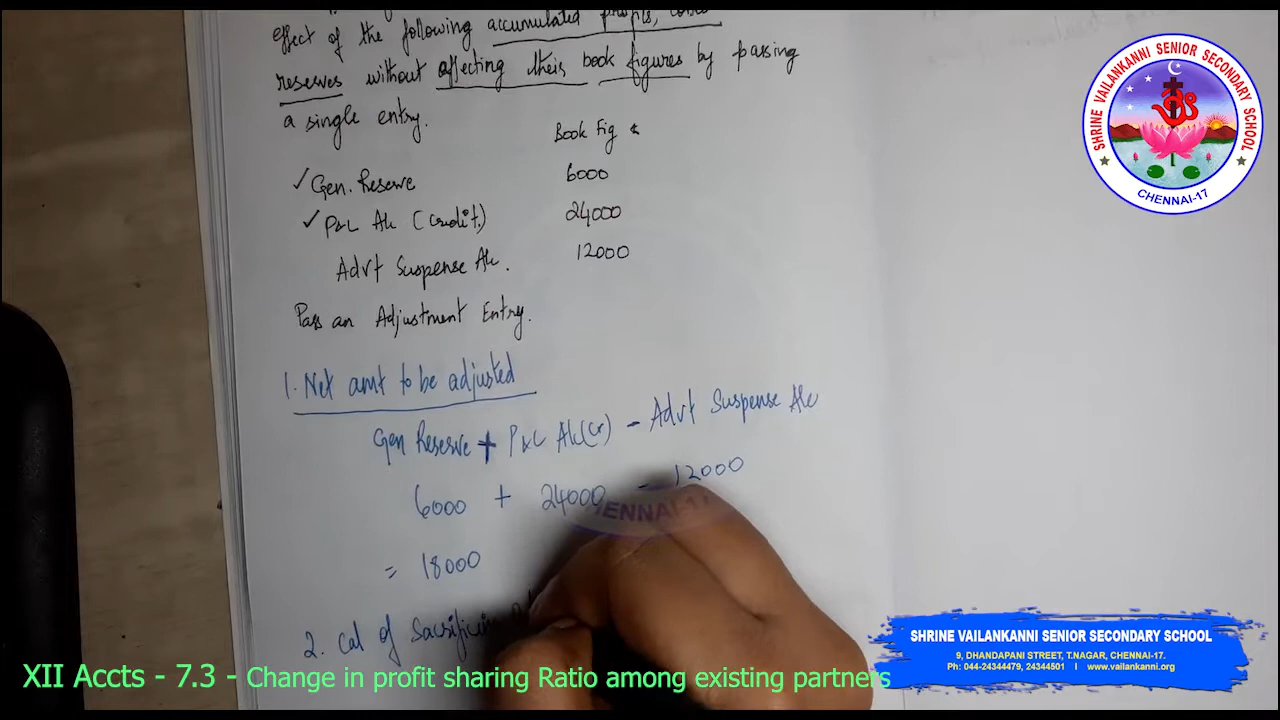 effect of the following accumulated profits,
reserves without affecting their book figures by passing
a single entry.
Book Fig
✓ Gen. Reserve 6000
✓ P&L A/c (Credit) 24000
Advt Suspense A/c. 12000
Pass an Adjustment Entry.
1. Net amt to be adjusted
Gen Reserve + P&L A/c (Cr) - Advt Suspense A/c
6000 + 24000 - 12000
= 18000
2. Cal of
SHRINE VAILANKANNI SENIOR SECONDARY SCHOOL
CHENNAI-17
CHENNAI-17
SHRINE VAILANKANNI SENIOR SECONDARY SCHOOL
9, DHANDAPANI STREET, T.NAGAR, CHENNAI-17.
Ph: 044-24344479, 24344501 I www.vailankanni.org
XII Accts - 7.3 - Change in profit sharing Ratio among existing partners